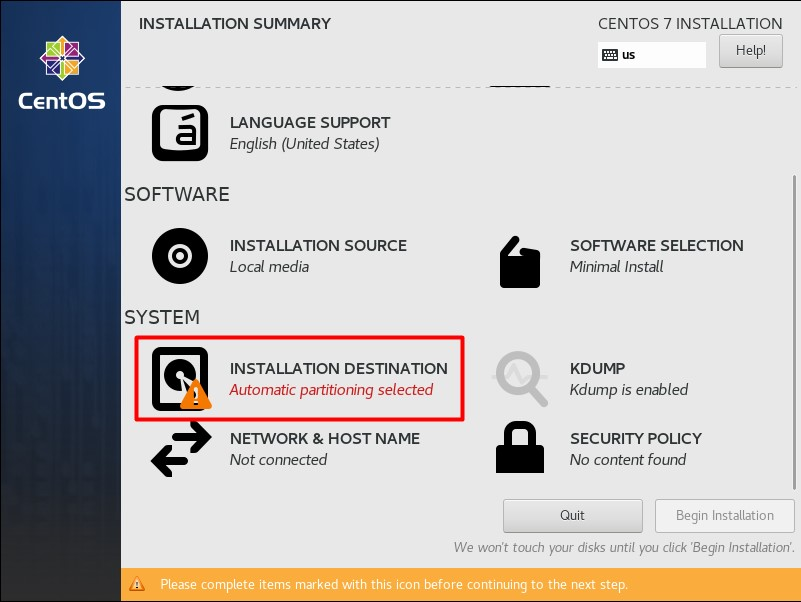 INSTALLATION SUMMARY
CENTOS 7 INSTALLATION
us
Help!
CentOS
LANGUAGE SUPPORT
English (United States)
SOFTWARE
INSTALLATION SOURCE
Local media
SOFTWARE SELECTION
Minimal Install
SYSTEM
INSTALLATION DESTINATION
Automatic partitioning selected
KDUMP
Kdump is enabled
NETWORK & HOST NAME
Not connected
SECURITY POLICY
No content found
Quit
Begin Installation
We won't touch your disks until you click 'Begin Installation'.
Please complete items marked with this icon before continuing to the next step.